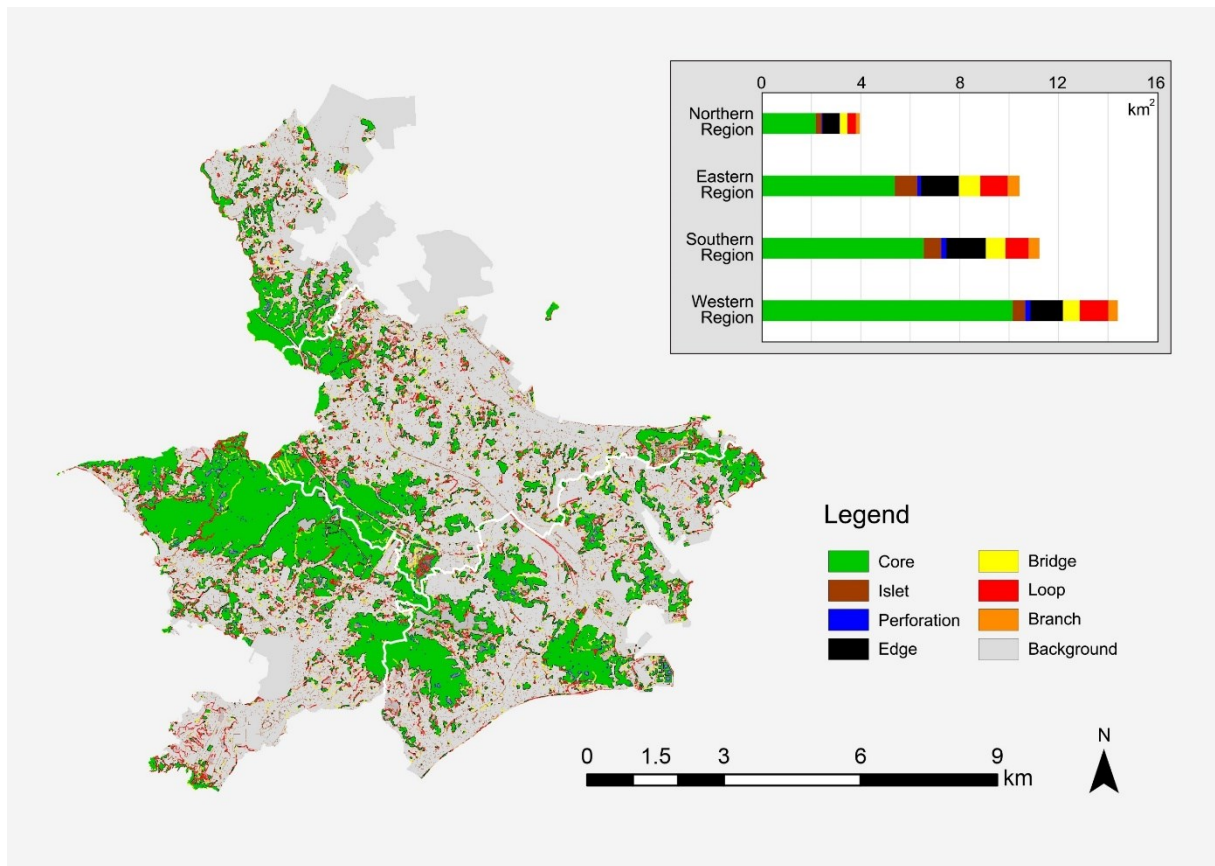 0 4 8 12 16
km2
Northern
Region
Eastern
Region
Southern
Region
Western
Region
Legend
Core
Islet
Perforation
Edge
Bridge
Loop
Branch
Background
0 1.5 3 6 9
km
N